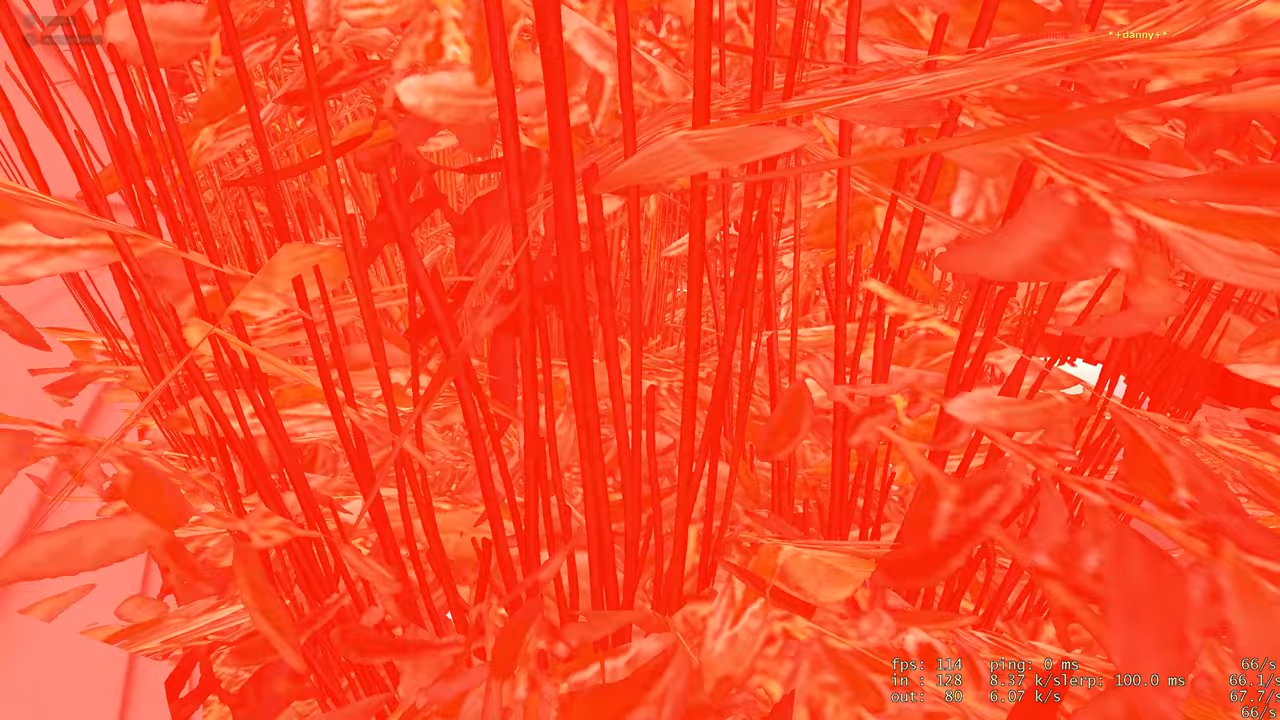 *+danny+*
fps: 114 ping: 0 ms 66/s
in : 128 8.37 k/slerp: 100.0 ms 66.1/s
out: 80 6.07 k/s 67.7/s
66/s